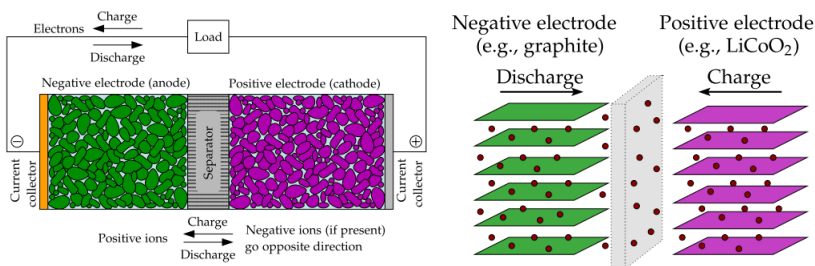 Charge
Electrons
Discharge
Load
Negative electrode (anode)
Positive electrode (cathode)
⊖
Current
collector
Separator
⊕
Current
collector
Charge
Positive ions
Discharge
Negative ions (if present)
go opposite direction
Negative electrode
(e.g., graphite)
Positive electrode
(e.g., LiCoO₂)
Discharge
Charge